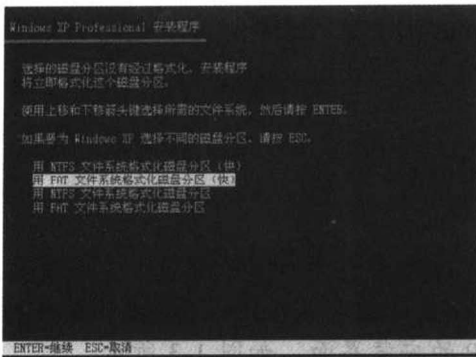 Windows XP Professional 安装程序
选择的磁盘分区没有经过格式化。安装程序
将立即格式化这个磁盘分区。
使用上移和下移箭头键选择所需的文件系统，然后请按 ENTER。
如果要为 Windows XP 选择不同的磁盘分区，请按 ESC。
用 NTFS 文件系统格式化磁盘分区（快）
用 FAT 文件系统格式化磁盘分区（快）
用 NTFS 文件系统格式化磁盘分区
用 FAT 文件系统格式化磁盘分区
ENTER=继续 ESC=取消